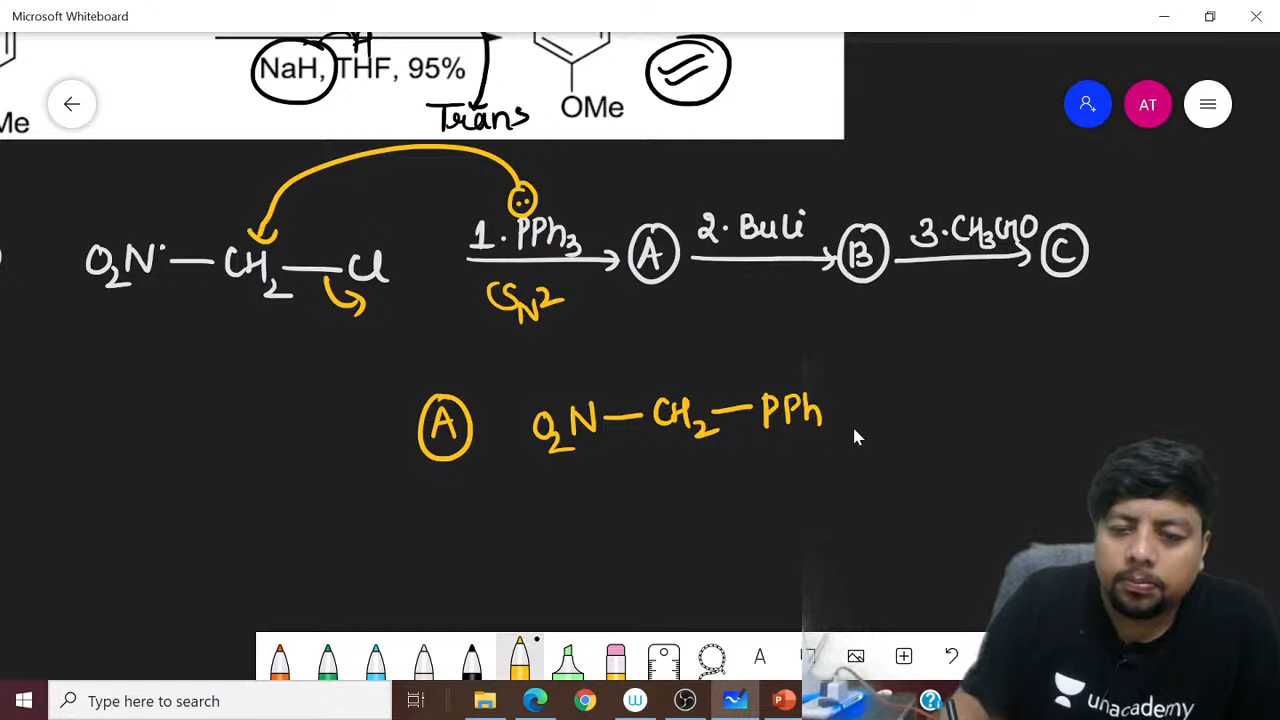 Microsoft Whiteboard
H
NaH, THF, 95%
Me
Trans
OMe
AT
O2N — CH2 — Cl 1. PPh3 A 2. BuLi B 3. CH3CHO C
SN2
A O2N — CH2 — PPh
A
Type here to search
W
P
?
unacademy